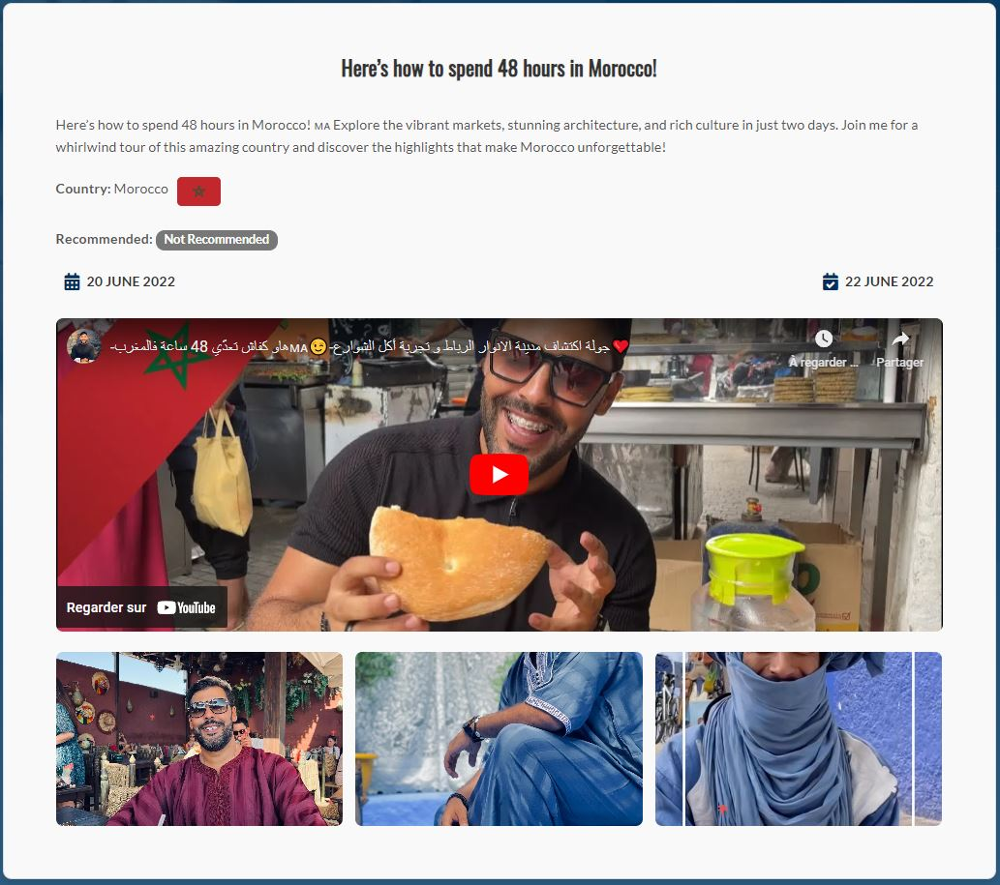 Here’s how to spend 48 hours in Morocco!
Here’s how to spend 48 hours in Morocco! MA Explore the vibrant markets, stunning architecture, and rich culture in just two days. Join me for a
whirlwind tour of this amazing country and discover the highlights that make Morocco unforgettable!
Country: Morocco
Recommended: Not Recommended
20 JUNE 2022
22 JUNE 2022
-هاو كفاش تحدّي 48 ساعة فالمغرب MA😉-جولة اكتشاف مدينة الانوار الرباط و تجربة أكل الشوارع❤️
À regarder ...
Partager
Regarder sur YouTube